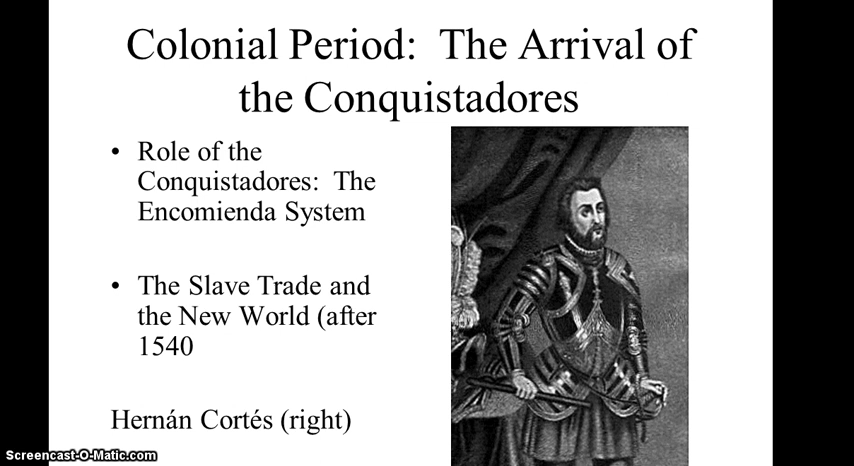 Colonial Period: The Arrival of
the Conquistadores
• Role of the
Conquistadores: The
Encomienda System
• The Slave Trade and
the New World (after
1540
Hernán Cortés (right)
Screencast-O-Matic.com